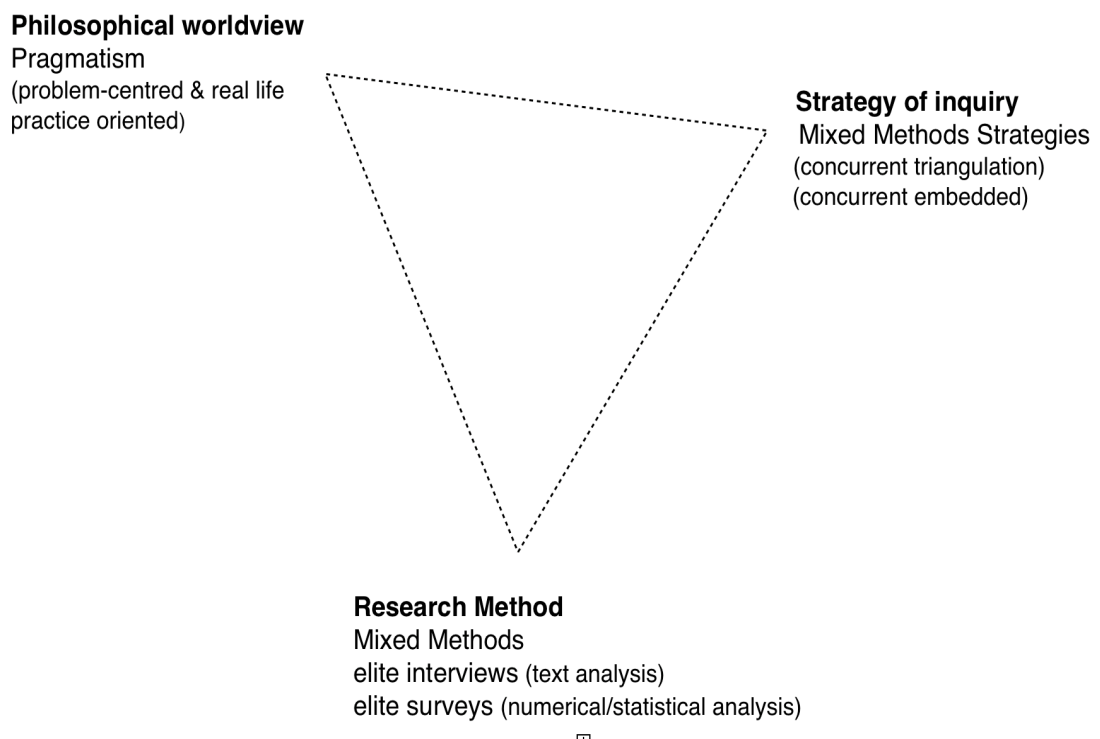 Philosophical worldview
Pragmatism
(problem-centred & real life
practice oriented)
Strategy of inquiry
Mixed Methods Strategies
(concurrent triangulation)
(concurrent embedded)
Research Method
Mixed Methods
elite interviews (text analysis)
elite surveys (numerical/statistical analysis)